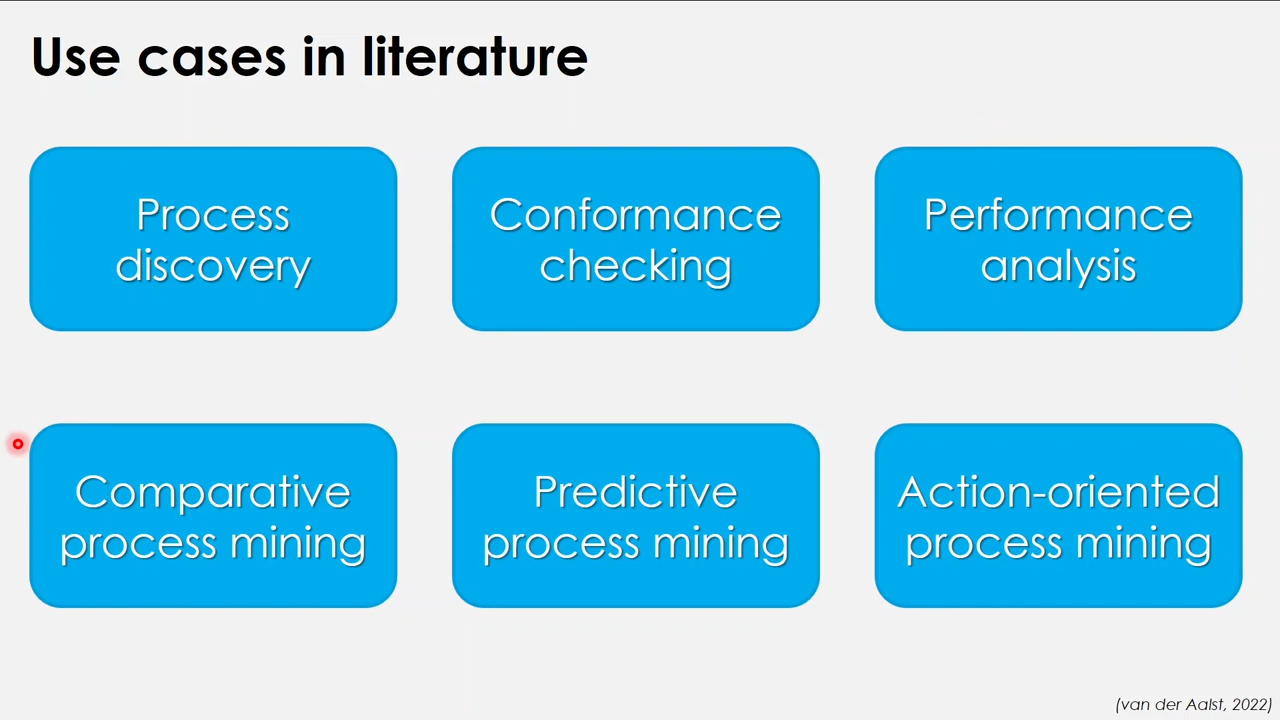 Use cases in literature
Process
discovery
Conformance
checking
Performance
analysis
Comparative
process mining
Predictive
process mining
Action-oriented
process mining
(van der Aalst, 2022)